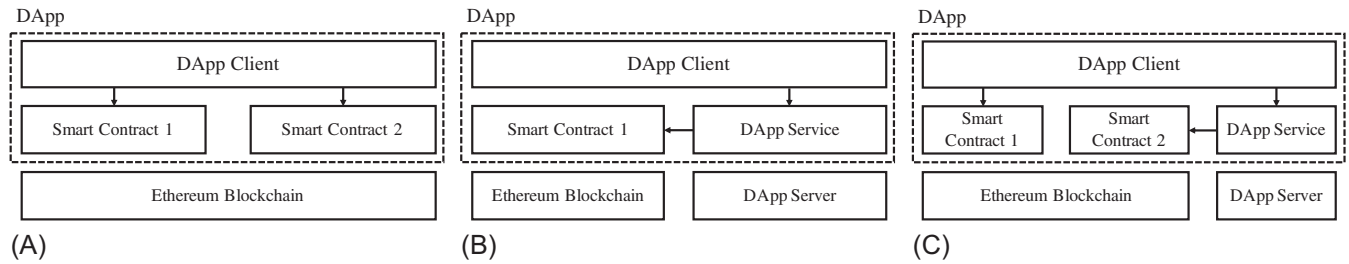 DApp
DApp Client
Smart Contract 1
Smart Contract 2
Ethereum Blockchain
(A)
DApp
DApp Client
Smart Contract 1
DApp Service
Ethereum Blockchain
DApp Server
(B)
DApp
DApp Client
Smart
Contract 1
Smart
Contract 2
DApp Service
Ethereum Blockchain
DApp Server
(C)